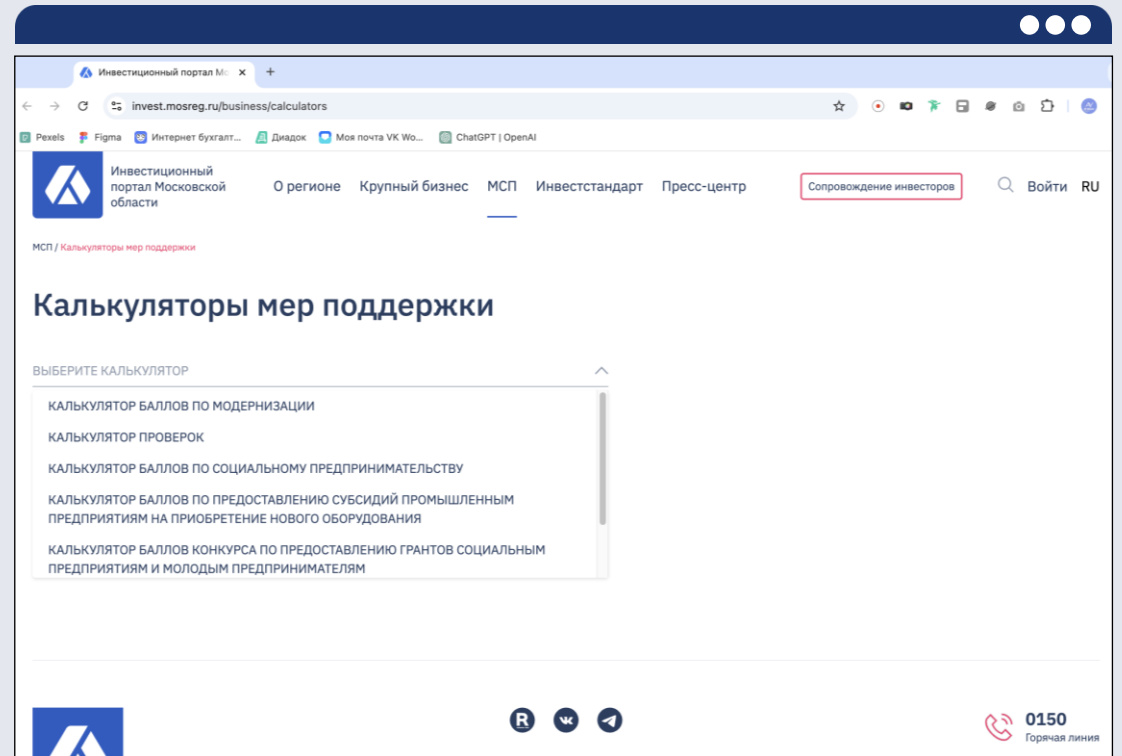 Инвестиционный портал Мо
invest.mosreg.ru/business/calculators
Pexels Figma Интернет бухгалт... Диадок Моя почта VK Wo... ChatGPT | OpenAI
Инвестиционный
портал Московской
области
О регионе Крупный бизнес МСП Инвестстандарт Пресс-центр Сопровождение инвесторов Войти RU
МСП / Калькуляторы мер поддержки
Калькуляторы мер поддержки
ВЫБЕРИТЕ КАЛЬКУЛЯТОР
КАЛЬКУЛЯТОР БАЛЛОВ ПО МОДЕРНИЗАЦИИ
КАЛЬКУЛЯТОР ПРОВЕРОК
КАЛЬКУЛЯТОР БАЛЛОВ ПО СОЦИАЛЬНОМУ ПРЕДПРИНИМАТЕЛЬСТВУ
КАЛЬКУЛЯТОР БАЛЛОВ ПО ПРЕДОСТАВЛЕНИЮ СУБСИДИЙ ПРОМЫШЛЕННЫМ
ПРЕДПРИЯТИЯМ НА ПРИОБРЕТЕНИЕ НОВОГО ОБОРУДОВАНИЯ
КАЛЬКУЛЯТОР БАЛЛОВ КОНКУРСА ПО ПРЕДОСТАВЛЕНИЮ ГРАНТОВ СОЦИАЛЬНЫМ
ПРЕДПРИЯТИЯМ И МОЛОДЫМ ПРЕДПРИНИМАТЕЛЯМ
0150
Горячая линия